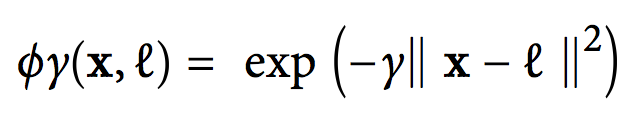 ϕγ(x, ℓ) = exp (−γ‖ x − ℓ ‖²)